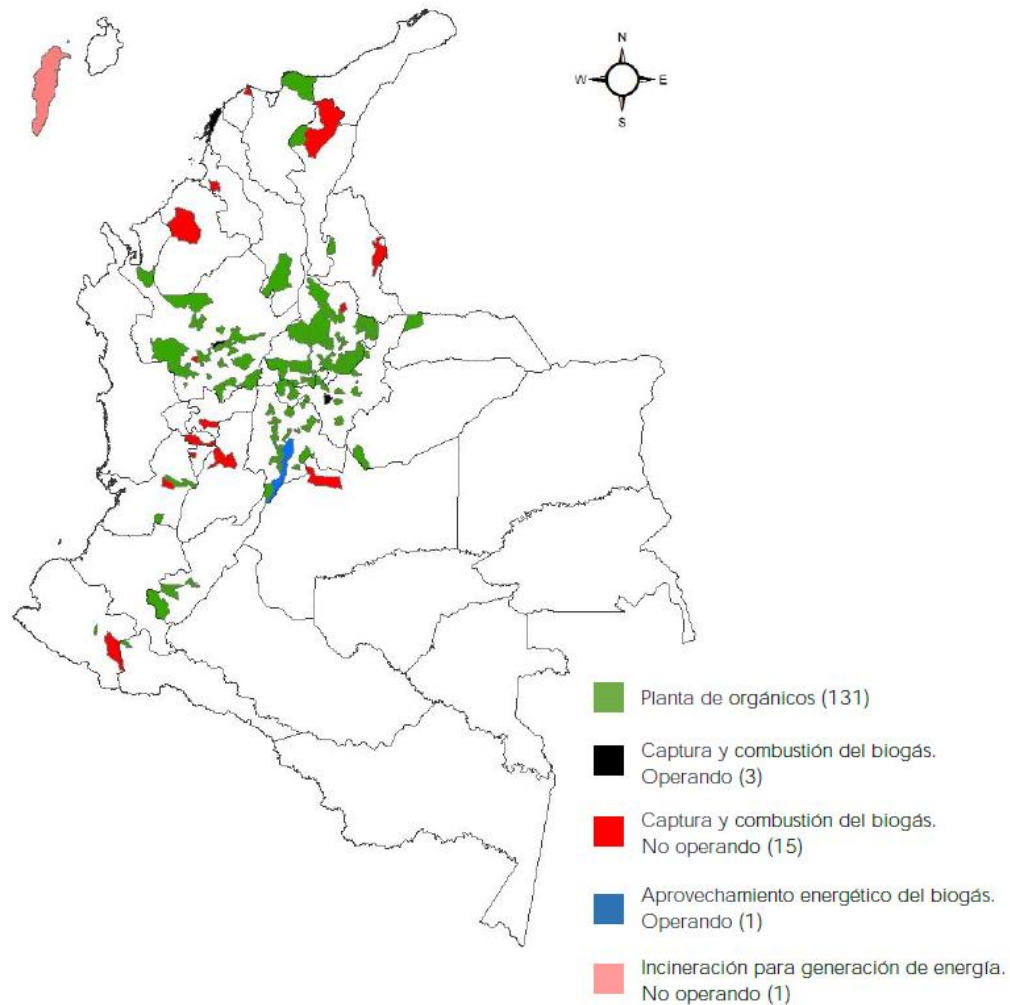 N
W E
S
Planta de orgánicos (131)
Captura y combustión del biogás.
Operando (3)
Captura y combustión del biogás.
No operando (15)
Aprovechamiento energético del biogás.
Operando (1)
Incineración para generación de energía.
No operando (1)